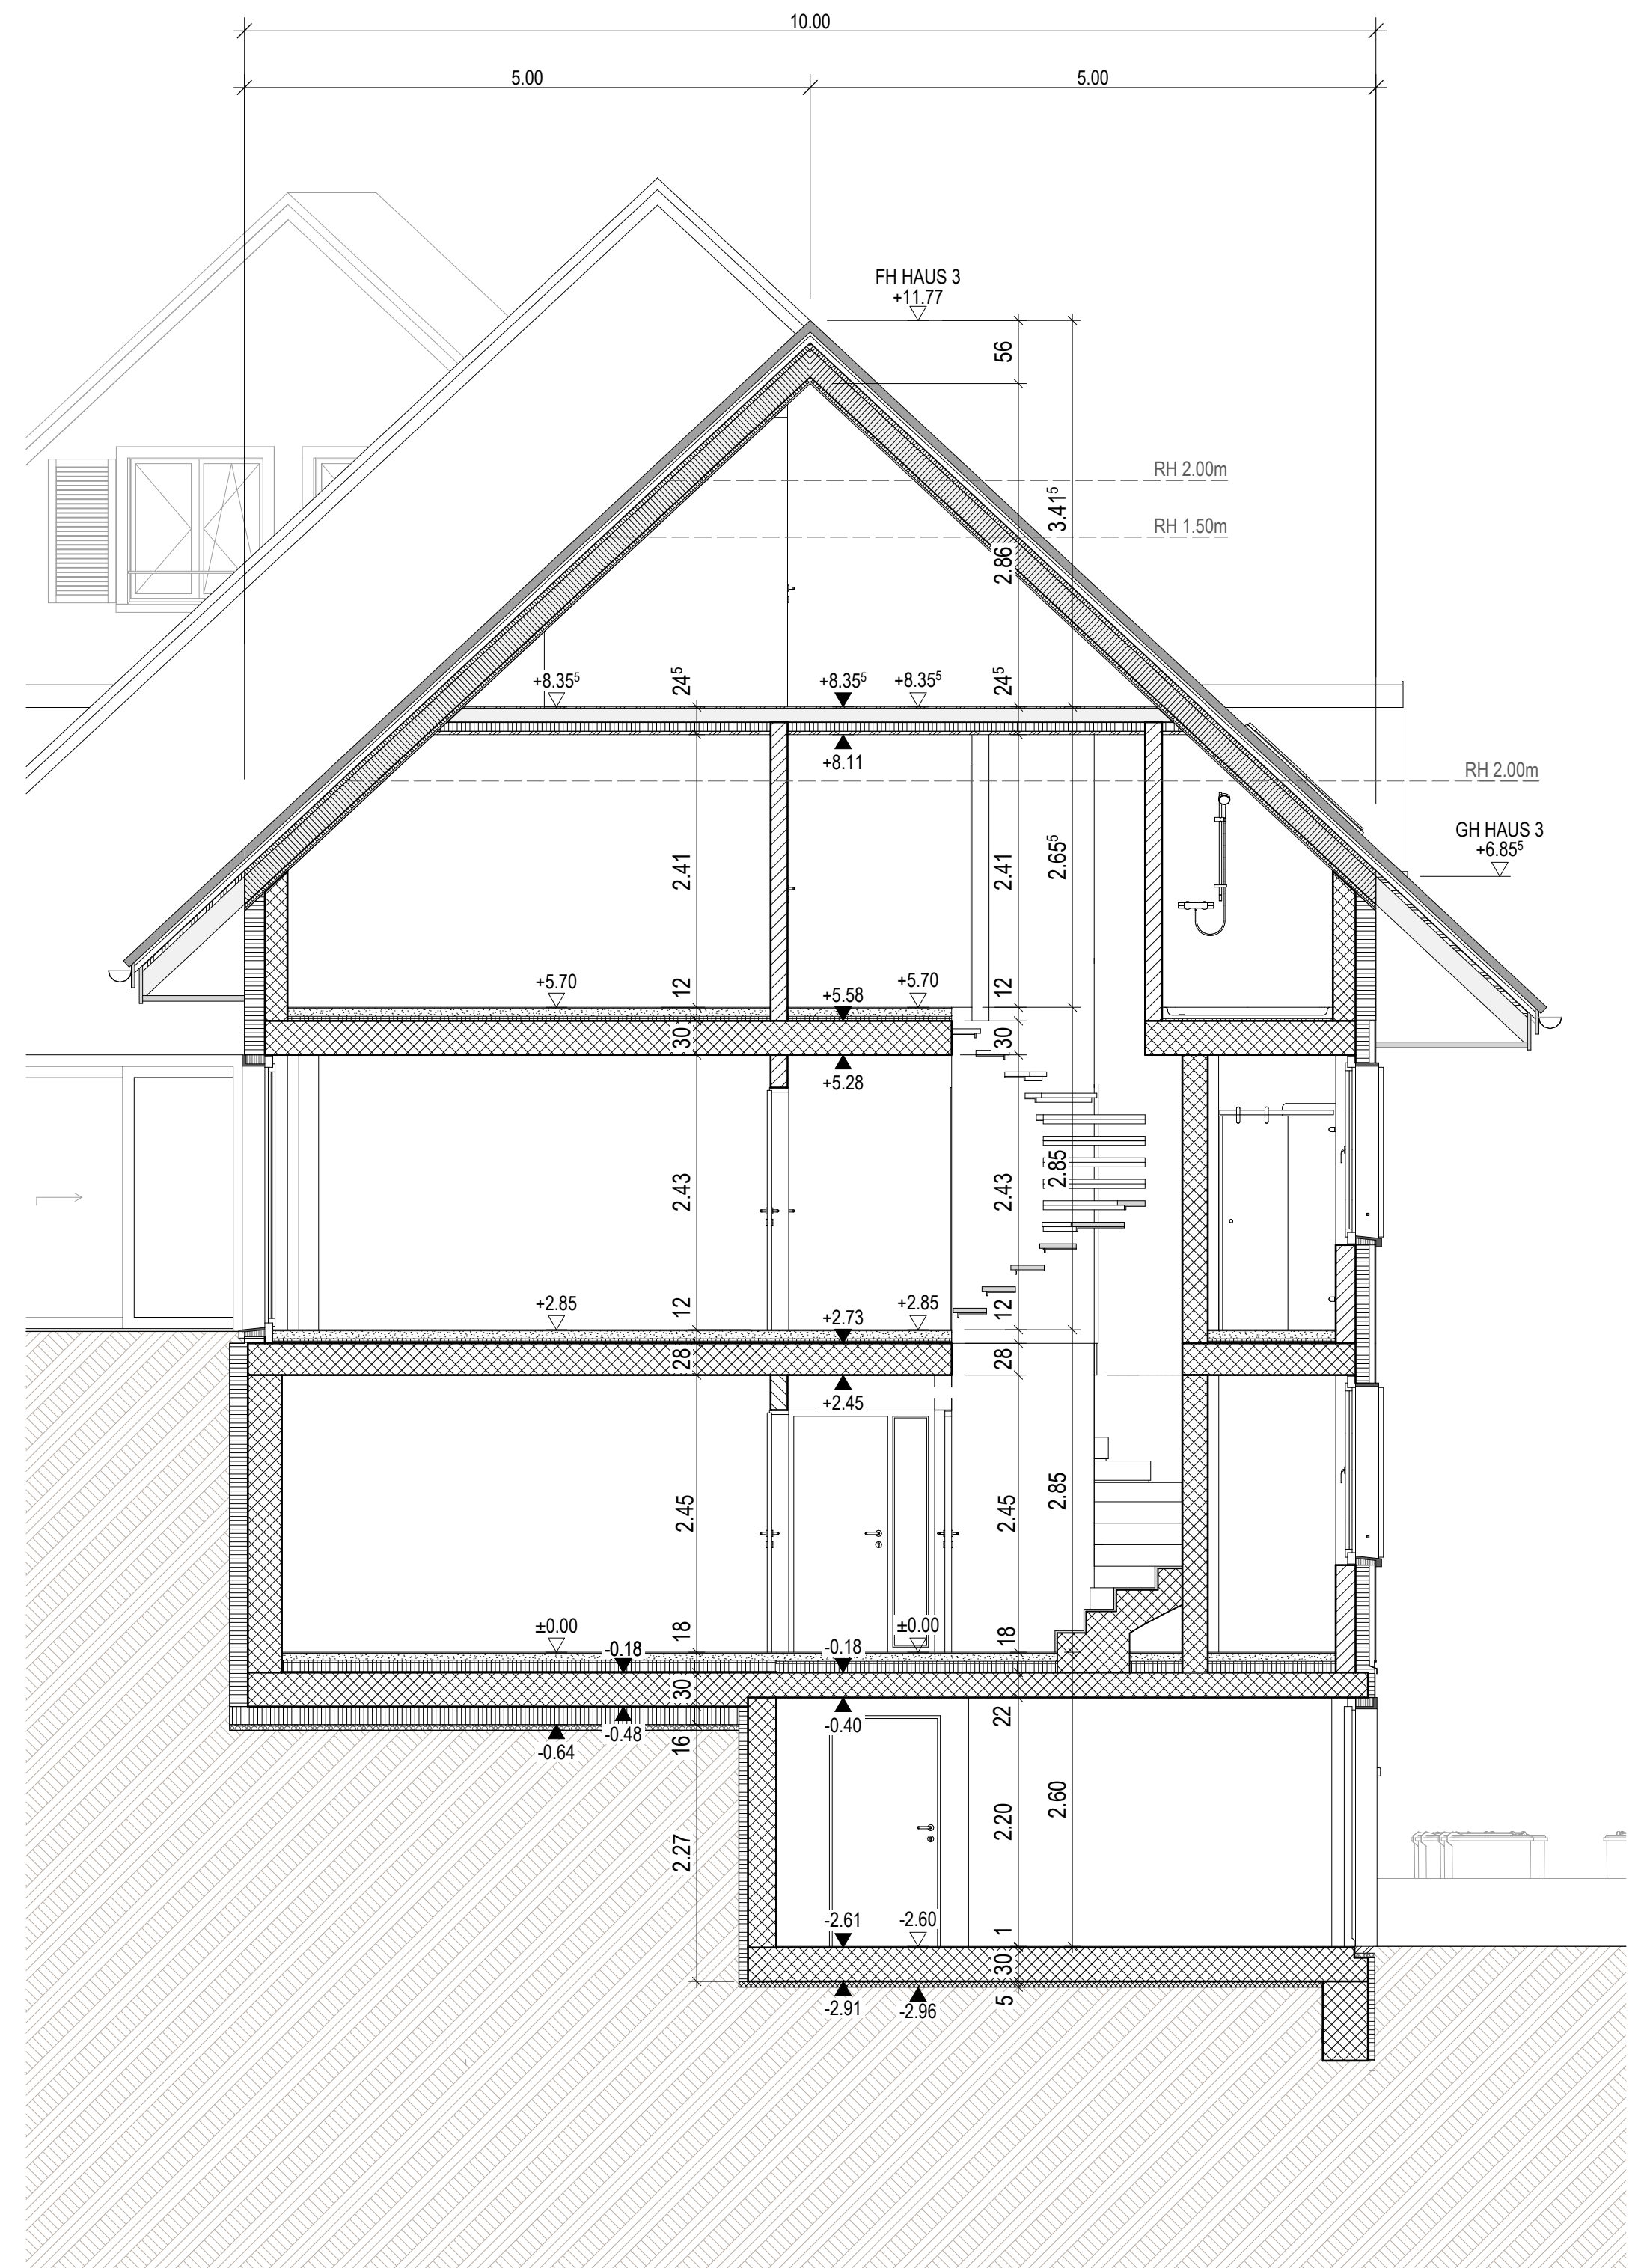 10.00
5.00 5.00
FH HAUS 3
+11.77
56
RH 2.00m
3.41⁵
RH 1.50m
2.86
+8.35⁵ 24⁵ +8.35⁵ +8.35⁵ 24⁵
+8.11
RH 2.00m
GH HAUS 3
+6.85⁵
2.41 2.41 2.65⁵
+5.70 12 +5.58 +5.70 12
30 30
+5.28
2.43 2.43 2.85
+2.85 12 +2.73 +2.85 12
28 28
+2.45
2.45 2.45 2.85
±0.00 -0.18 18 -0.18 ±0.00 18
30
-0.64 -0.48 16 -0.40 22
2.27 2.20 2.60
-2.61 -2.60 1
30
-2.91 -2.96 5